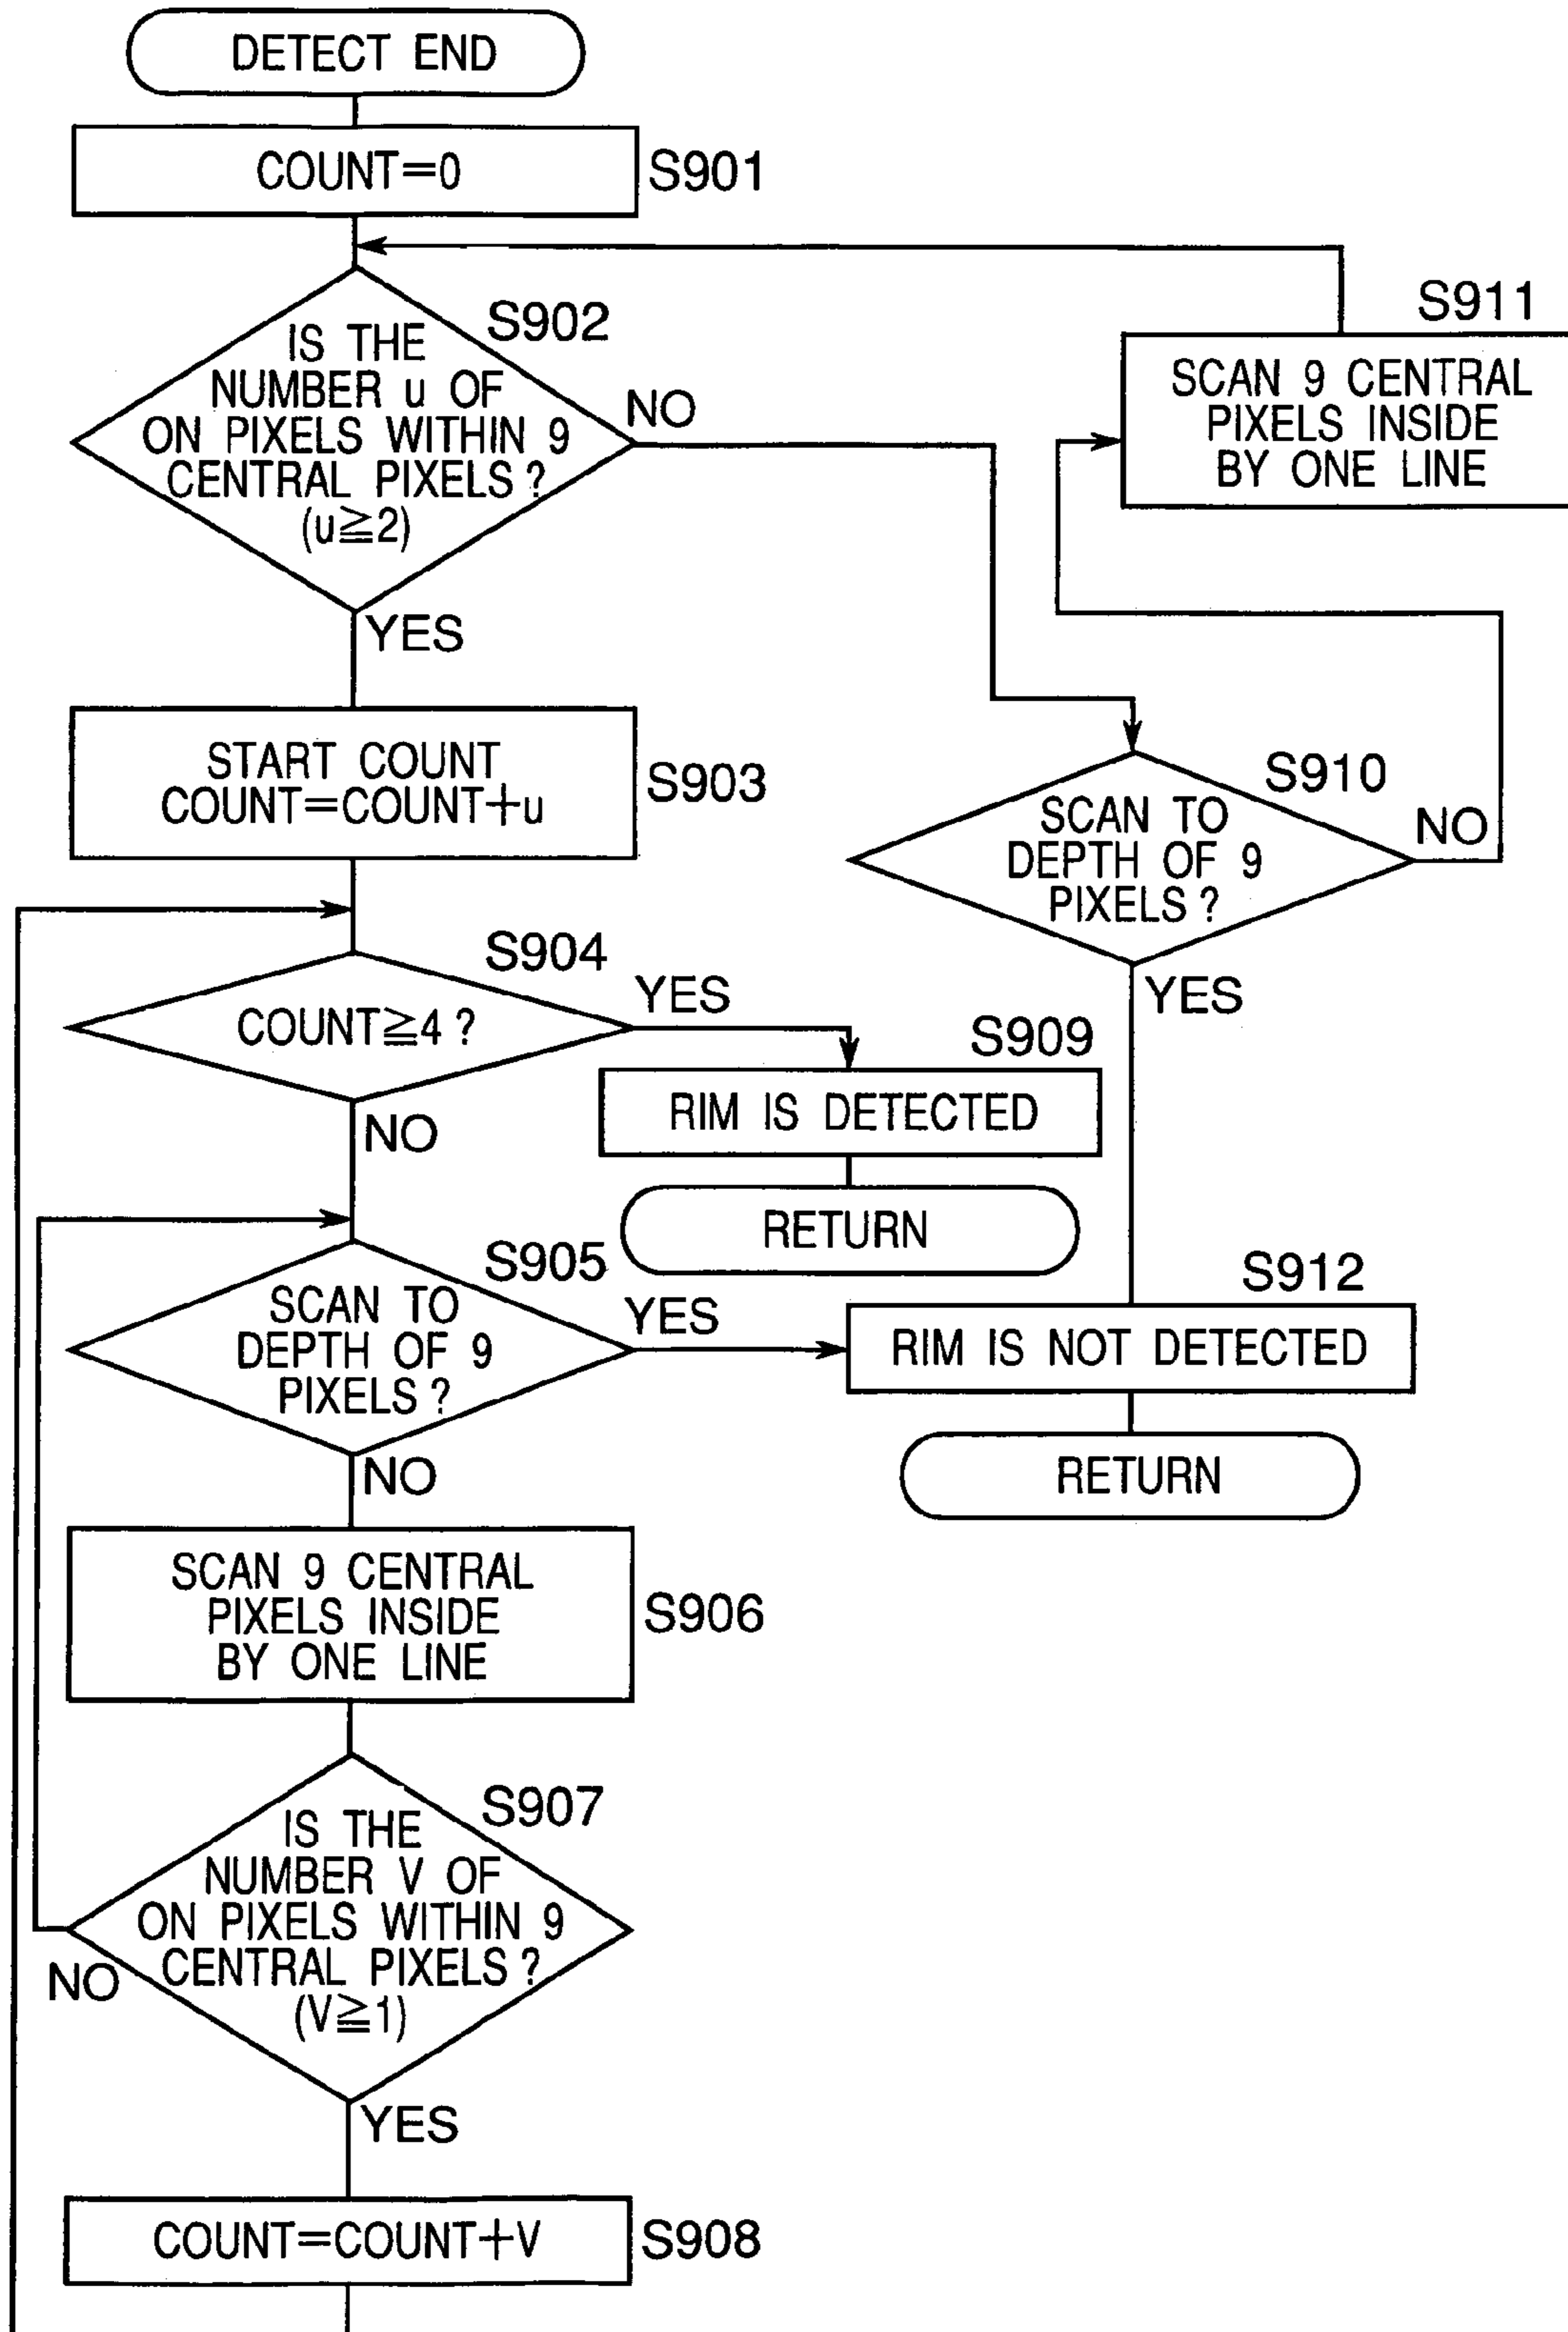 DETECT END
COUNT=0
S901
S902
IS THE
NUMBER u OF
ON PIXELS WITHIN 9
CENTRAL PIXELS?
(u≧2)
NO
YES
S911
SCAN 9 CENTRAL
PIXELS INSIDE
BY ONE LINE
START COUNT
COUNT=COUNT+u
S903
S910
SCAN TO
DEPTH OF 9
PIXELS?
NO
YES
S904
COUNT≧4?
YES
NO
S909
RIM IS DETECTED
RETURN
S905
SCAN TO
DEPTH OF 9
PIXELS?
YES
NO
S912
RIM IS NOT DETECTED
RETURN
SCAN 9 CENTRAL
PIXELS INSIDE
BY ONE LINE
S906
S907
IS THE
NUMBER V OF
ON PIXELS WITHIN 9
CENTRAL PIXELS?
(V≧1)
NO
YES
COUNT=COUNT+V
S908